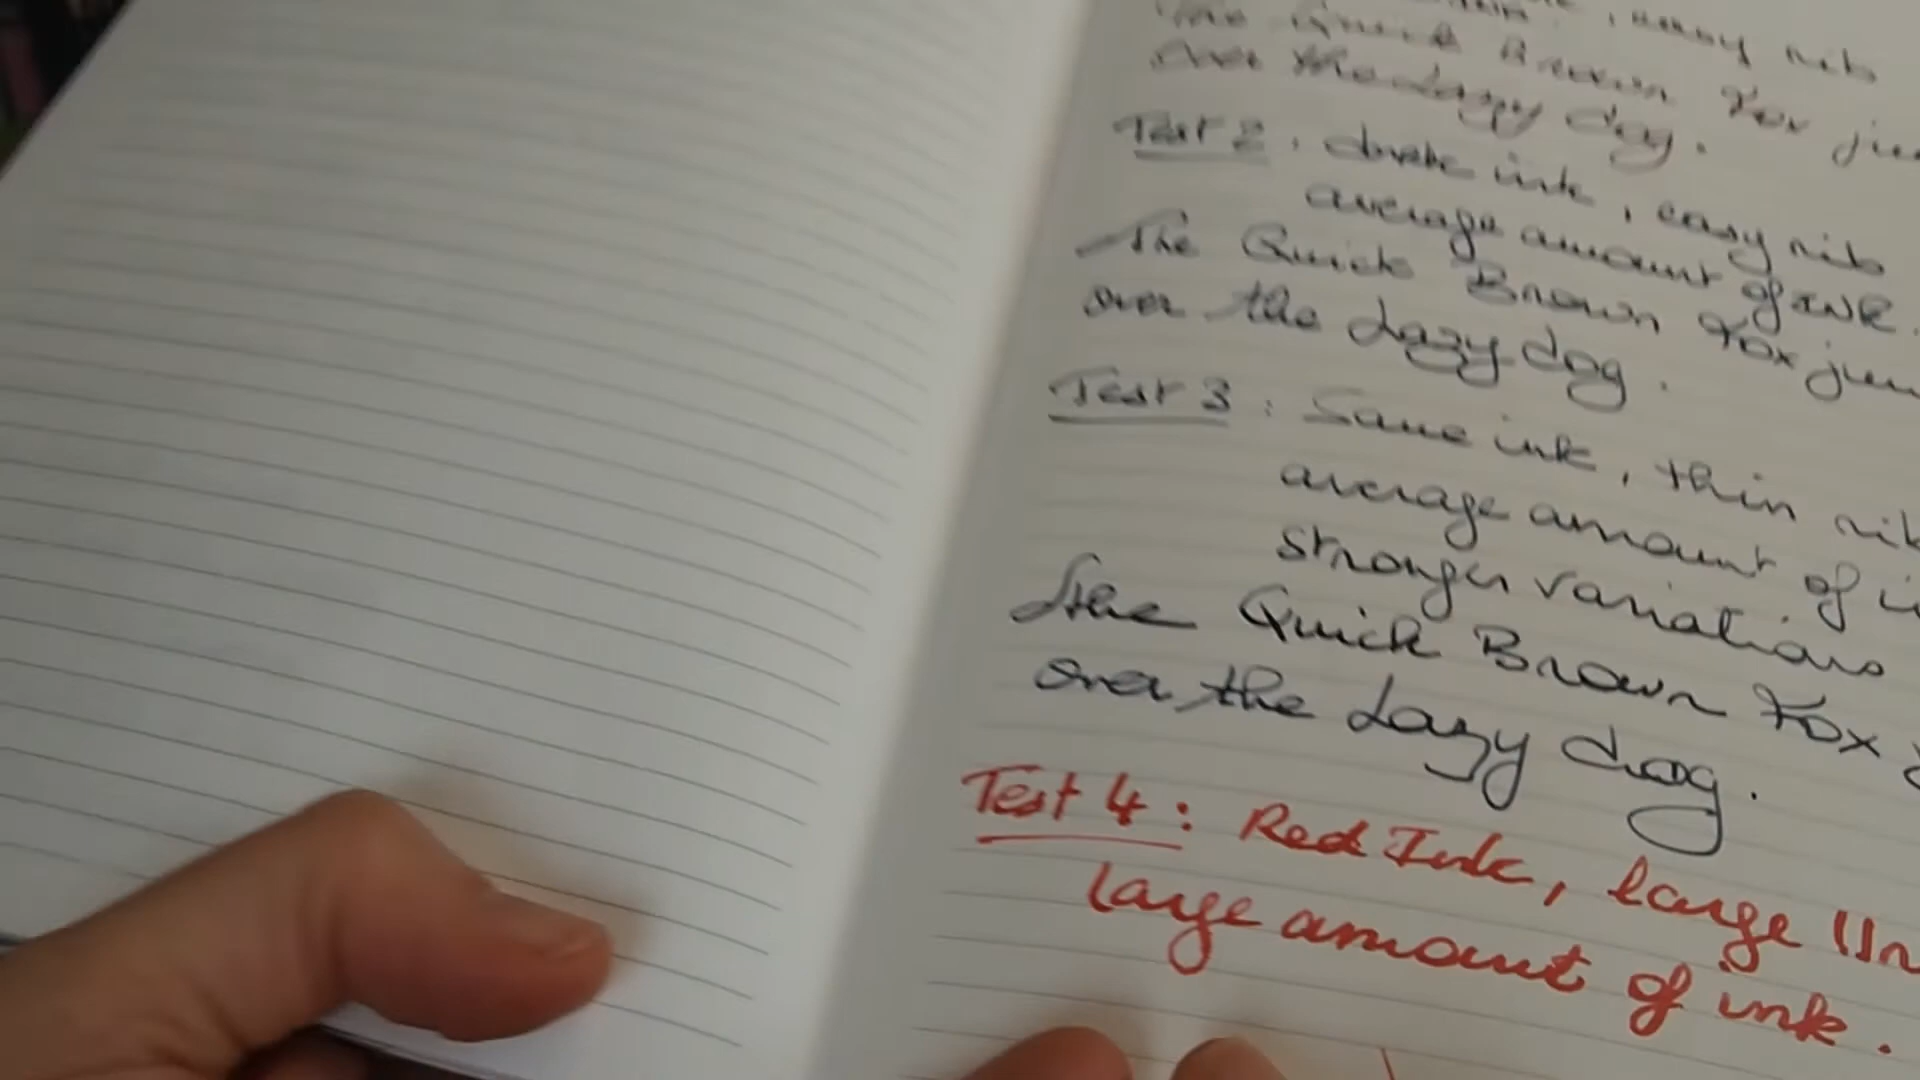 , easy nib
The Quick Brown Fox
over the Lazy dog.
Test 2 : dark ink, easy nib
average amount of ink.
The Quick Brown Fox
over the Lazy dog.
Test 3 : Same ink, thin
average amount of
stronger variations
The Quick Brown Fox
over the Lazy dog.
Test 4 : Red Ink, large
large amount of ink.